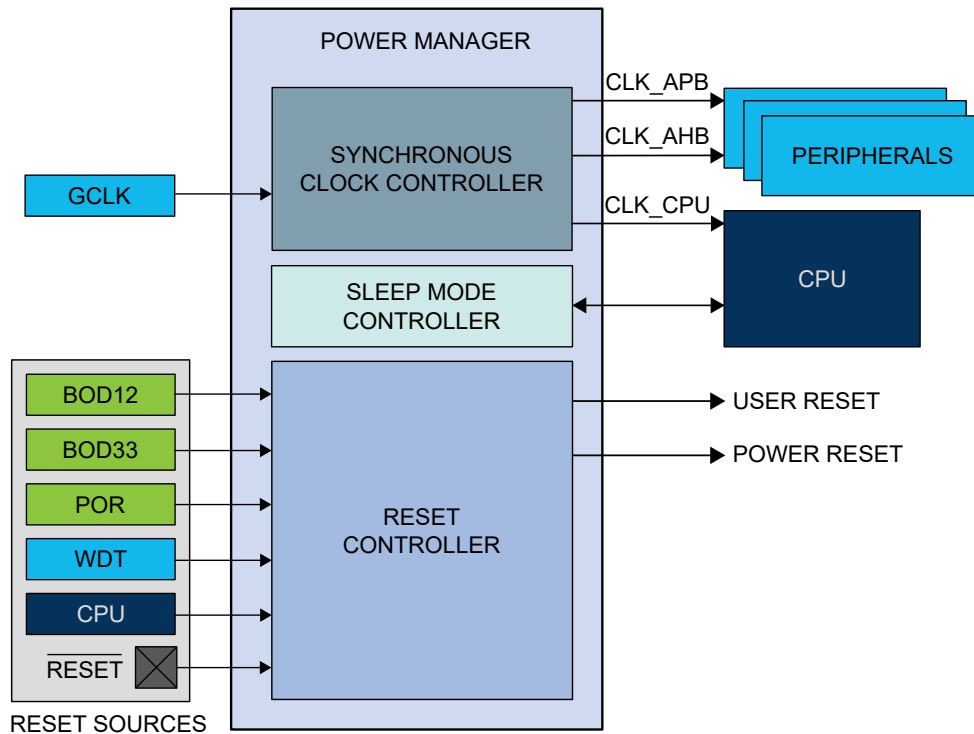 POWER MANAGER
CLK_APB
SYNCHRONOUS
CLOCK CONTROLLER
CLK_AHB
PERIPHERALS
GCLK
CLK_CPU
CPU
SLEEP MODE
CONTROLLER
BOD12
BOD33
POR
WDT
CPU
RESET
RESET SOURCES
RESET
CONTROLLER
USER RESET
POWER RESET